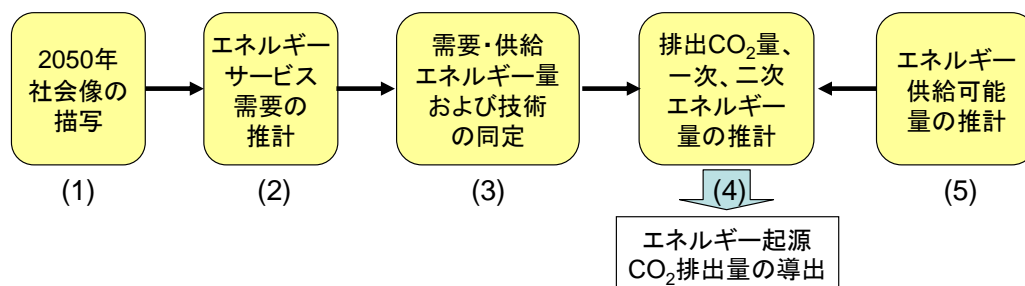 2050年
社会像の
描写
(1)
エネルギー
サービス
需要の
推計
(2)
需要・供給
エネルギー量
および技術
の同定
(3)
排出CO₂量、
一次、二次
エネルギー
量の推計
(4)
エネルギー
供給可能
量の推計
(5)
エネルギー起源
CO₂排出量の導出